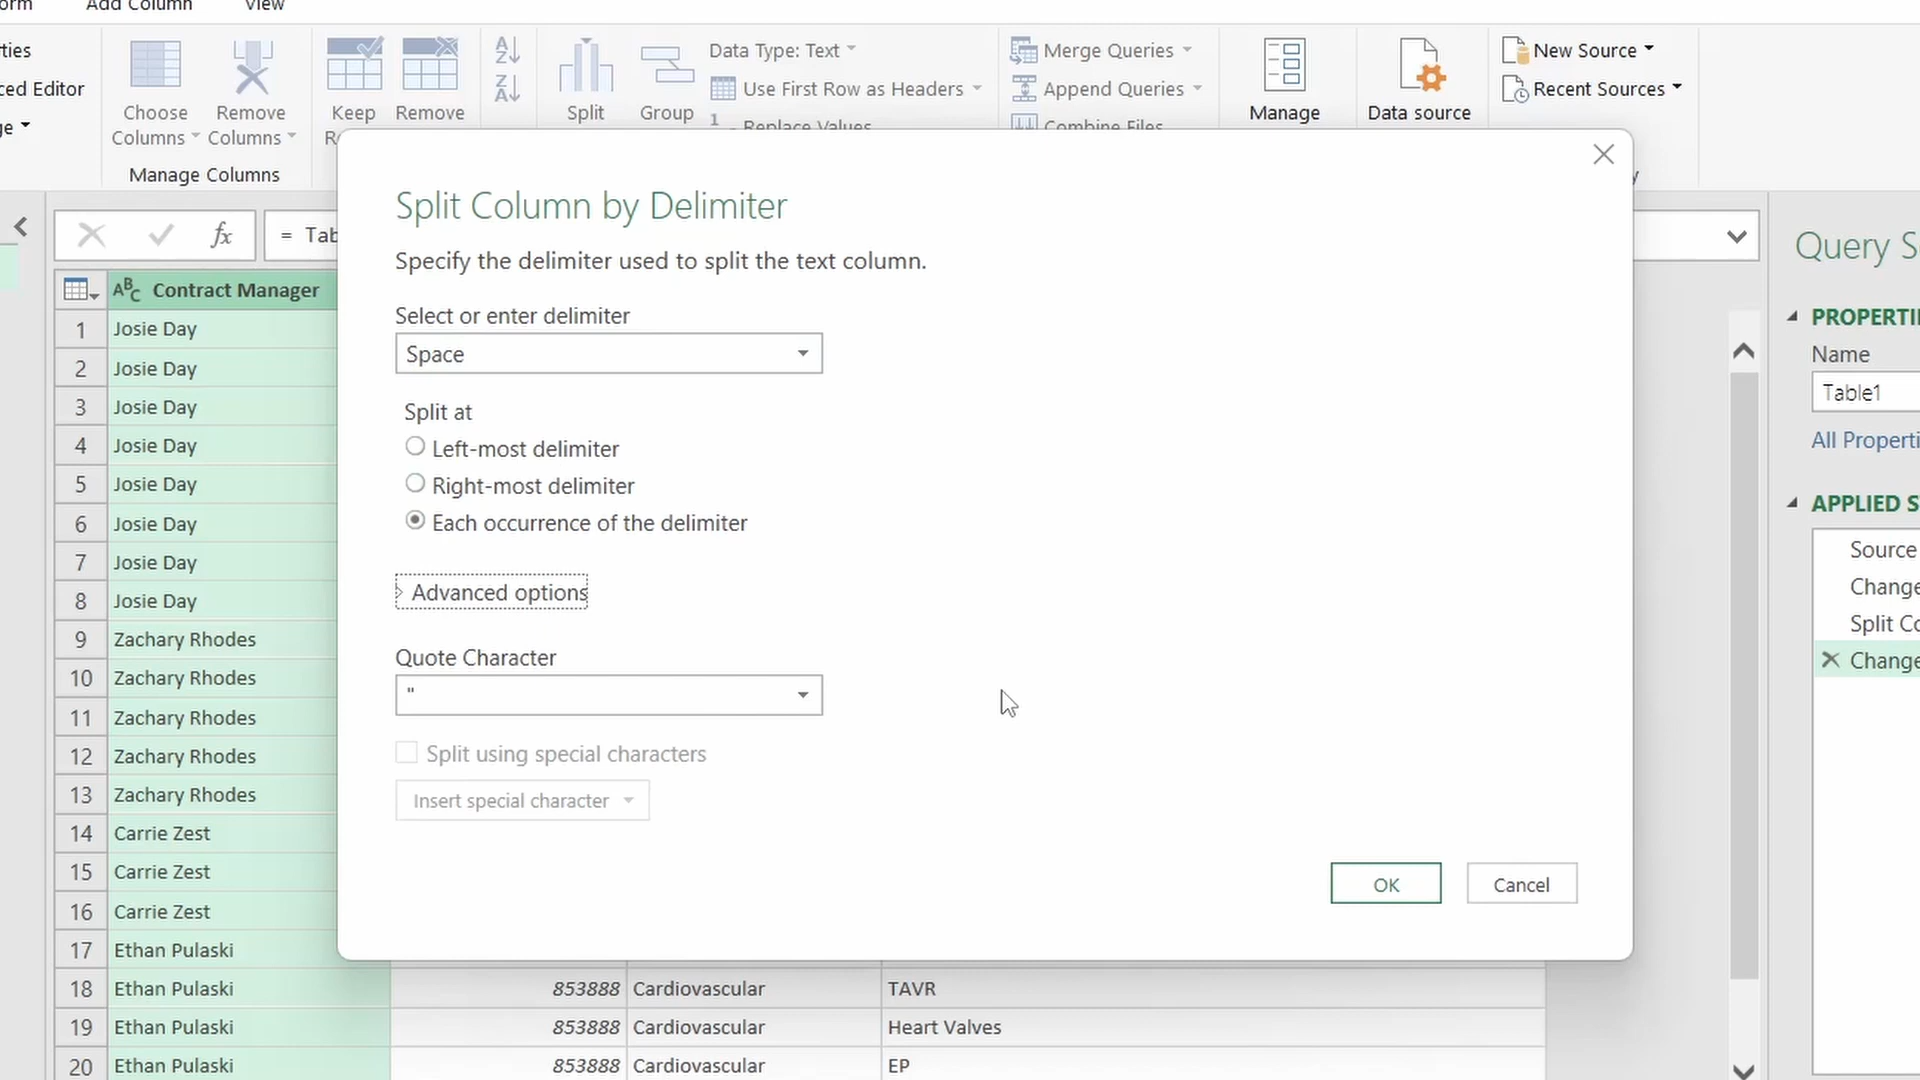 Add Column
View
ties
ced Editor
ge
Choose
Columns
Remove
Columns
Manage Columns
Keep
Remove
A
Z
Z
A
Split
Group
Data Type: Text
Use First Row as Headers
1
Replace Values
Merge Queries
Append Queries
Combine Files
Manage
Data source
New Source
Recent Sources
fx
= Tab
ABC Contract Manager
1 Josie Day
2 Josie Day
3 Josie Day
4 Josie Day
5 Josie Day
6 Josie Day
7 Josie Day
8 Josie Day
9 Zachary Rhodes
10 Zachary Rhodes
11 Zachary Rhodes
12 Zachary Rhodes
13 Zachary Rhodes
14 Carrie Zest
15 Carrie Zest
16 Carrie Zest
17 Ethan Pulaski
18 Ethan Pulaski 853888 Cardiovascular TAVR
19 Ethan Pulaski 853888 Cardiovascular Heart Valves
20 Ethan Pulaski 853888 Cardiovascular EP
Split Column by Delimiter
Specify the delimiter used to split the text column.
Select or enter delimiter
Space
Split at
Left-most delimiter
Right-most delimiter
Each occurrence of the delimiter
Advanced options
Quote Character
"
Split using special characters
Insert special character
OK
Cancel
Query S
PROPERTI
Name
Table1
All Properti
APPLIED S
Source
Change
Split Co
Change